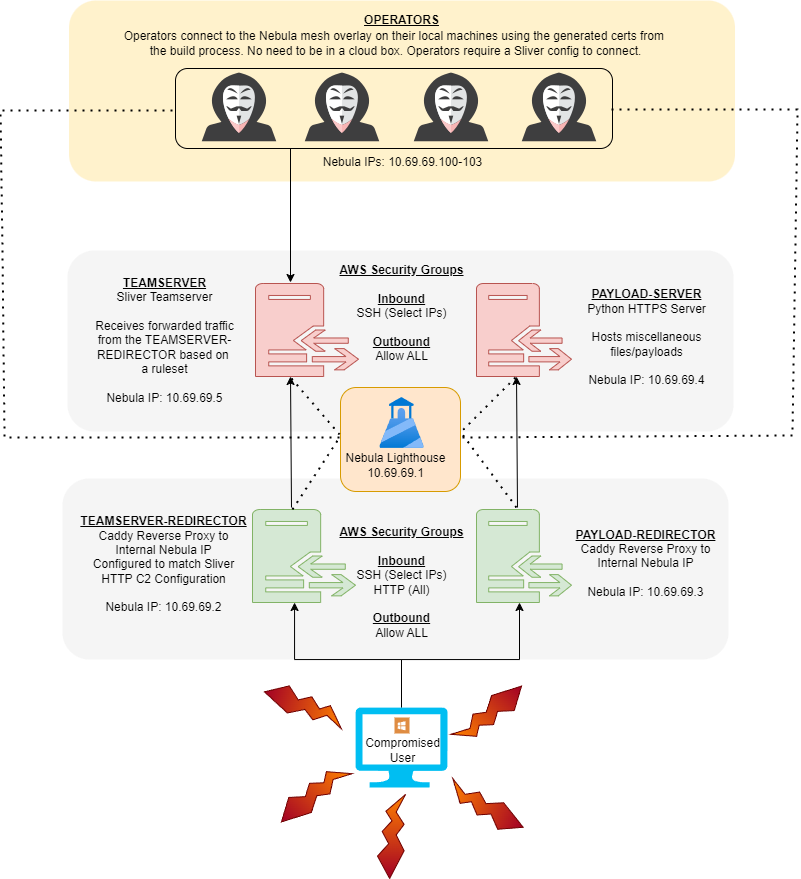 OPERATORS
Operators connect to the Nebula mesh overlay on their local machines using the generated certs from
the build process. No need to be in a cloud box. Operators require a Sliver config to connect.
Nebula IPs: 10.69.69.100-103
TEAMSERVER
Sliver Teamserver
Receives forwarded traffic
from the TEAMSERVER-
REDIRECTOR based on
a ruleset
Nebula IP: 10.69.69.5
AWS Security Groups
Inbound
SSH (Select IPs)
Outbound
Allow ALL
PAYLOAD-SERVER
Python HTTPS Server
Hosts miscellaneous
files/payloads
Nebula IP: 10.69.69.4
Nebula Lighthouse
10.69.69.1
TEAMSERVER-REDIRECTOR
Caddy Reverse Proxy to
Internal Nebula IP
Configured to match Sliver
HTTP C2 Configuration
Nebula IP: 10.69.69.2
AWS Security Groups
Inbound
SSH (Select IPs)
HTTP (All)
Outbound
Allow ALL
PAYLOAD-REDIRECTOR
Caddy Reverse Proxy to
Internal Nebula IP
Nebula IP: 10.69.69.3
Compromised
User